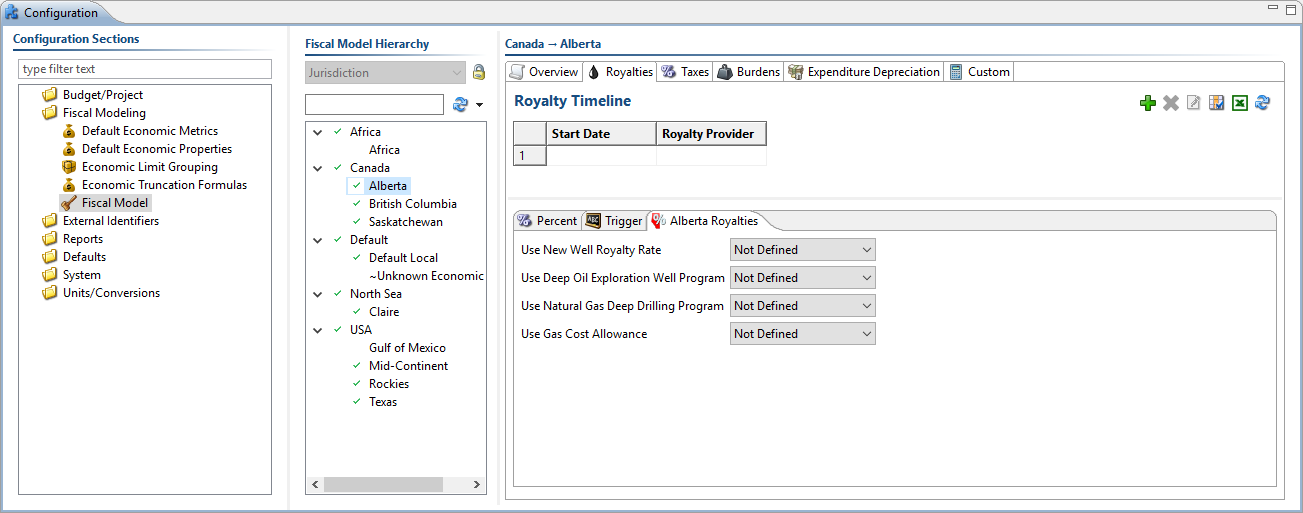 Configuration
Configuration Sections
type filter text
Budget/Project
Fiscal Modeling
Default Economic Metrics
Default Economic Properties
Economic Limit Grouping
Economic Truncation Formulas
Fiscal Model
External Identifiers
Reports
Defaults
System
Units/Conversions
Fiscal Model Hierarchy
Jurisdiction
Africa
Africa
Canada
Alberta
British Columbia
Saskatchewan
Default
Default Local
~Unknown Economic
North Sea
Claire
USA
Gulf of Mexico
Mid-Continent
Rockies
Texas
Canada → Alberta
Overview Royalties Taxes Burdens Expenditure Depreciation Custom
Royalty Timeline
Start Date Royalty Provider
1
Percent Trigger Alberta Royalties
Use New Well Royalty Rate Not Defined
Use Deep Oil Exploration Well Program Not Defined
Use Natural Gas Deep Drilling Program Not Defined
Use Gas Cost Allowance Not Defined